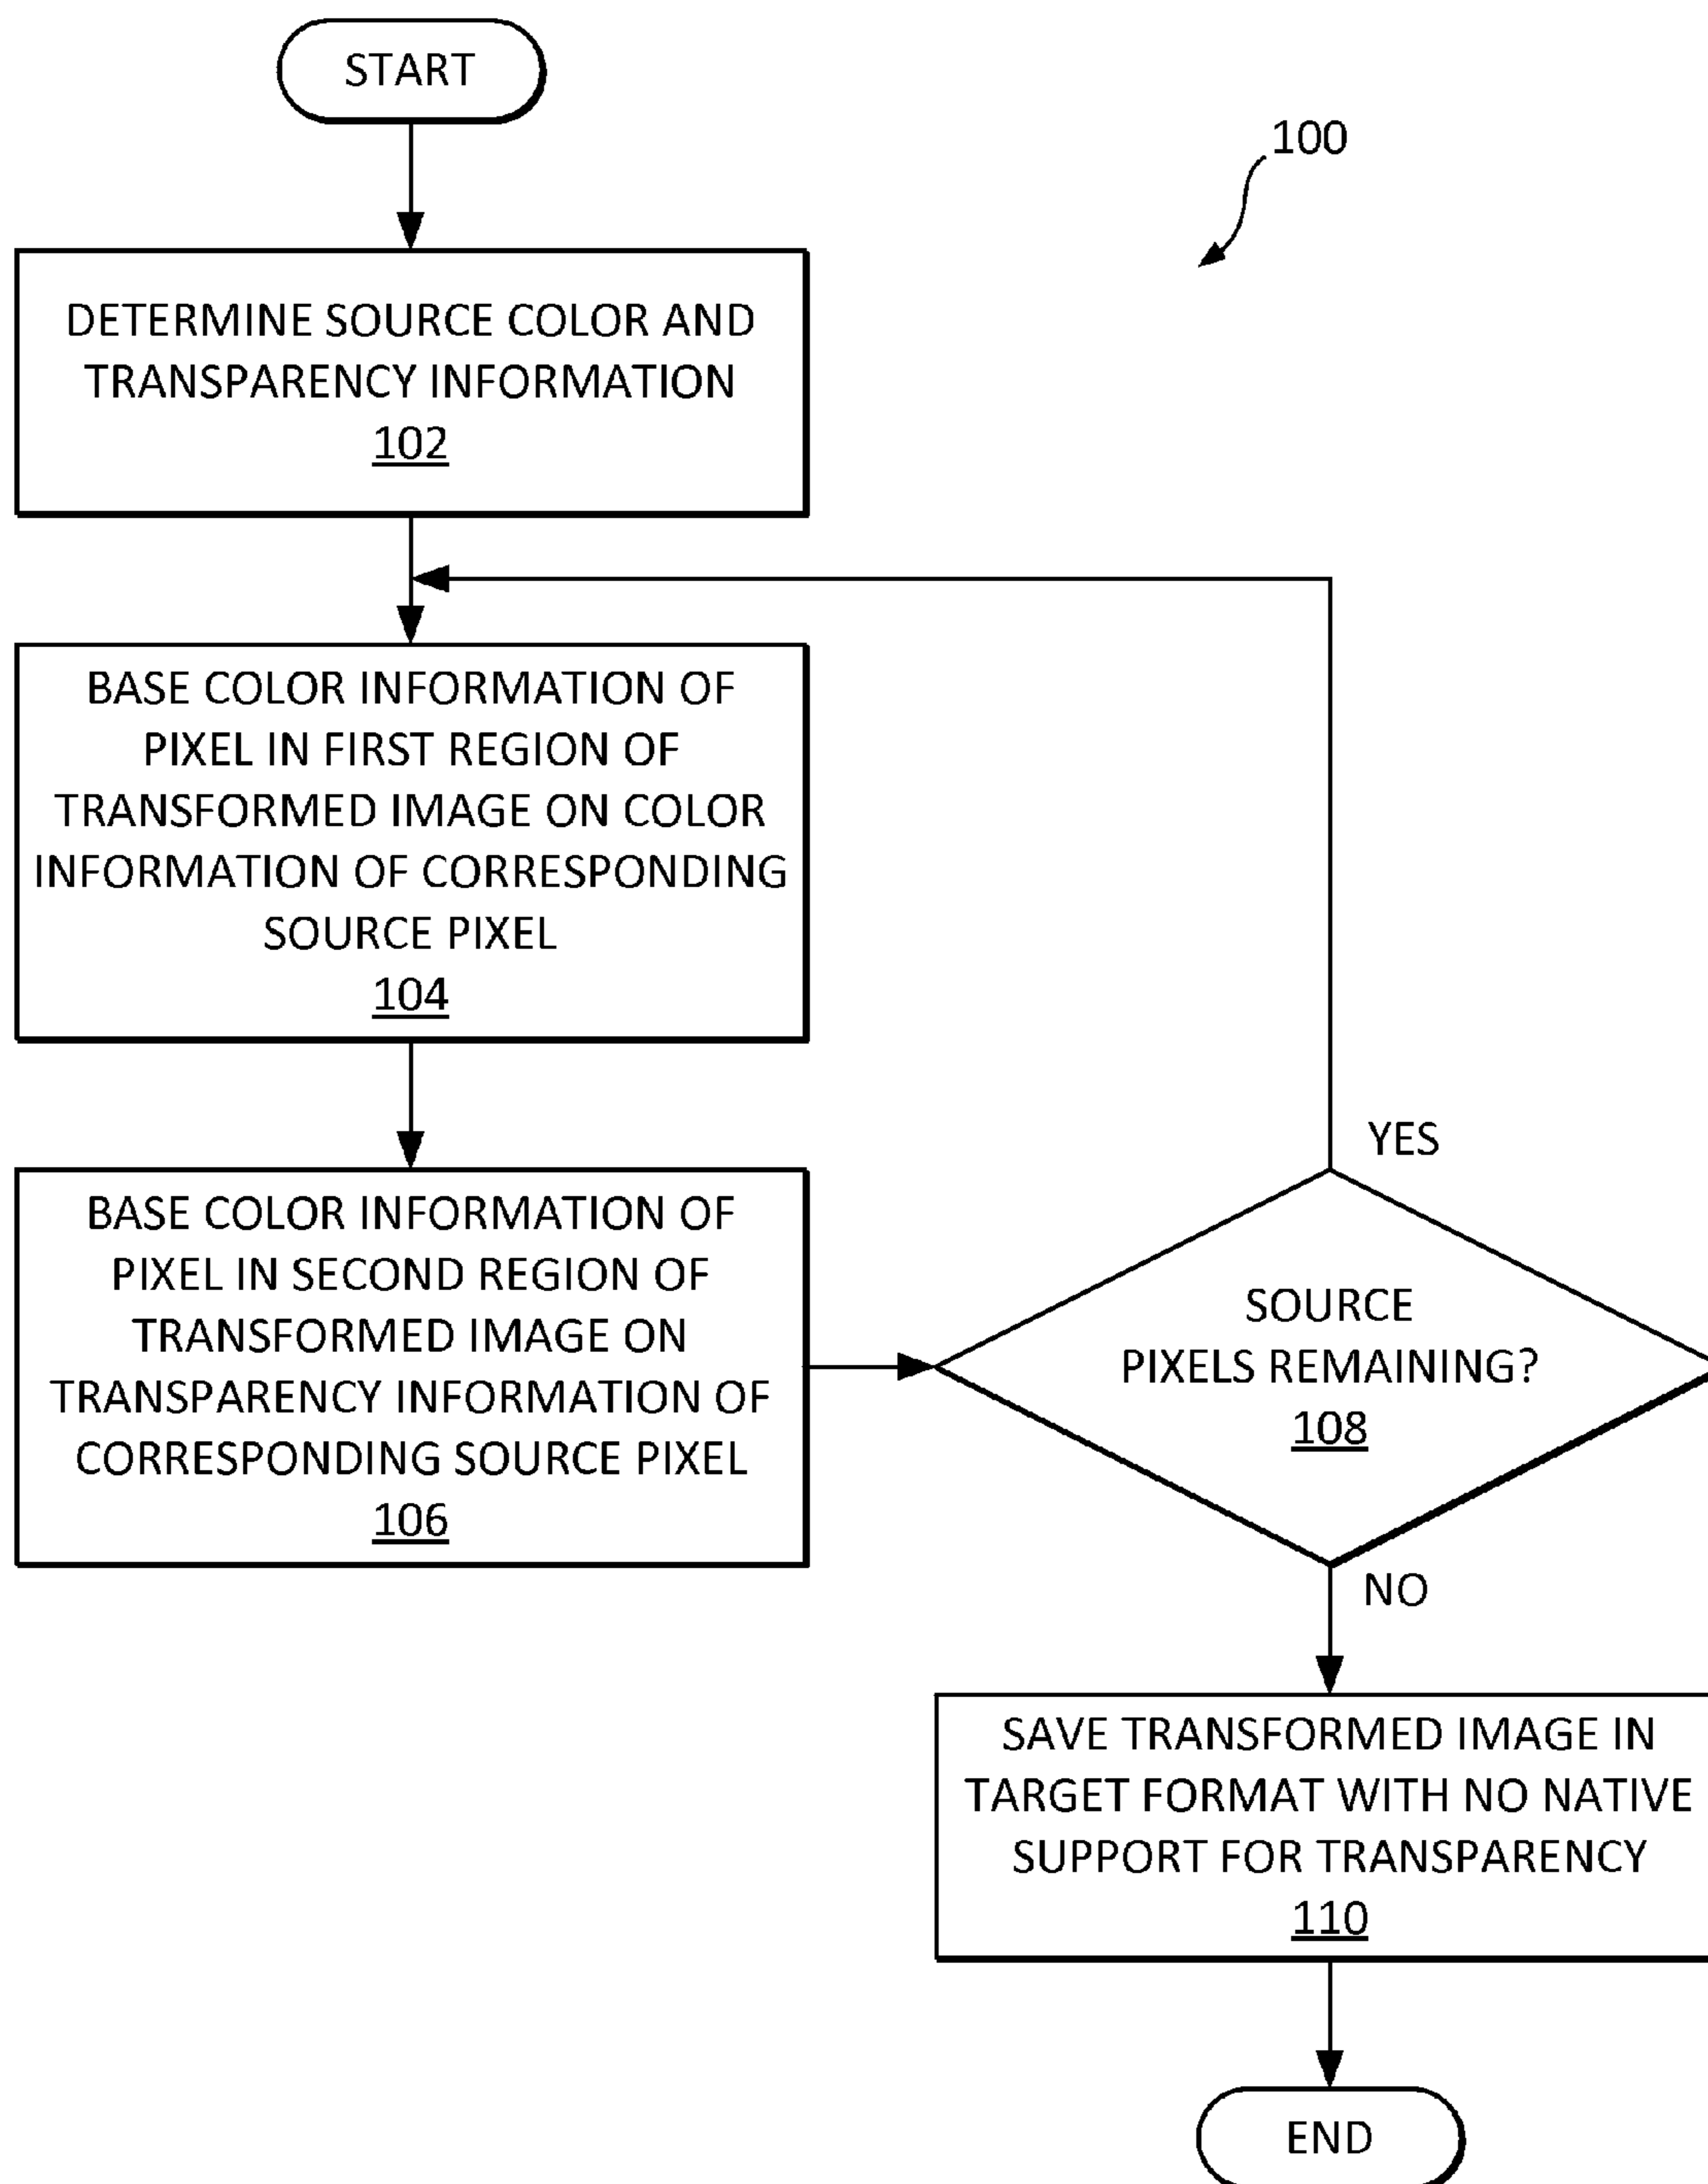 START
100
DETERMINE SOURCE COLOR AND
TRANSPARENCY INFORMATION
102
BASE COLOR INFORMATION OF
PIXEL IN FIRST REGION OF
TRANSFORMED IMAGE ON COLOR
INFORMATION OF CORRESPONDING
SOURCE PIXEL
104
BASE COLOR INFORMATION OF
PIXEL IN SECOND REGION OF
TRANSFORMED IMAGE ON
TRANSPARENCY INFORMATION OF
CORRESPONDING SOURCE PIXEL
106
YES
SOURCE
PIXELS REMAINING?
108
NO
SAVE TRANSFORMED IMAGE IN
TARGET FORMAT WITH NO NATIVE
SUPPORT FOR TRANSPARENCY
110
END